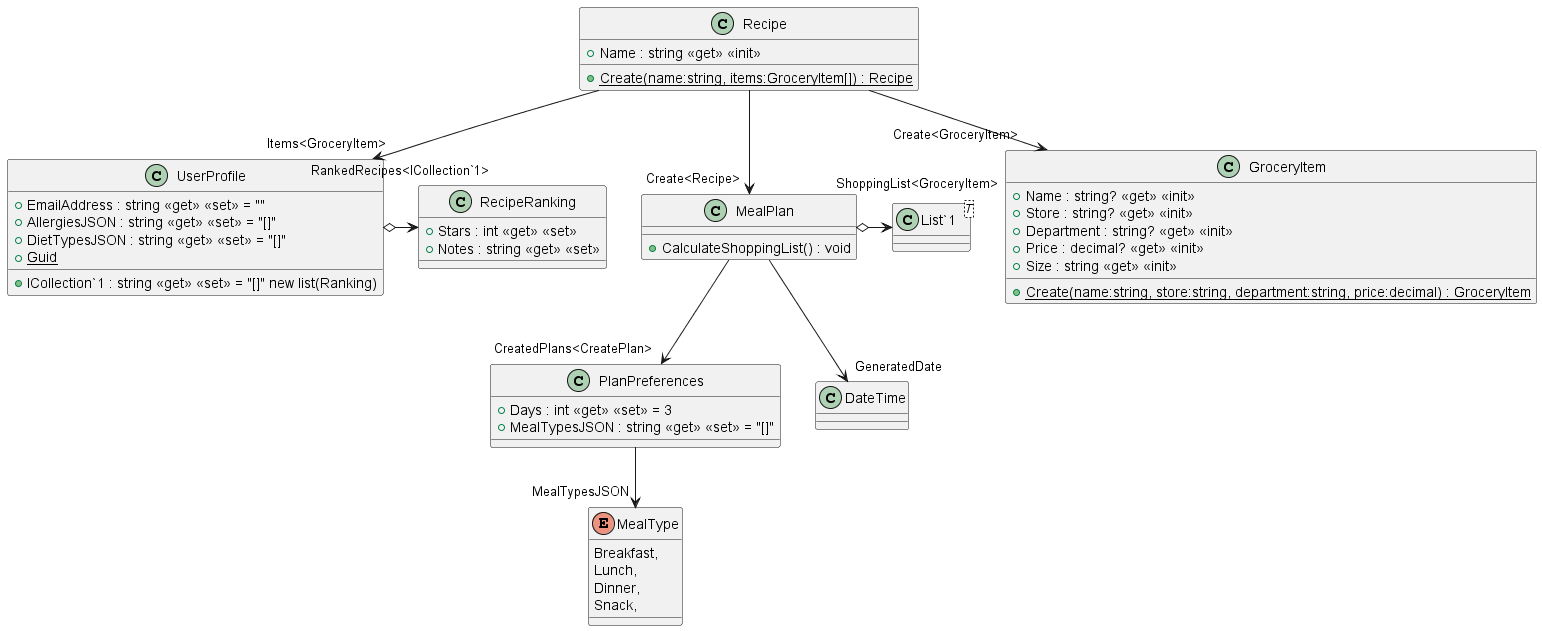 C Recipe
Name : string «get» «init»
Create(name:string, items:GroceryItem[]) : Recipe
Items<GroceryItem>
Create<Recipe>
Create<GroceryItem>
C UserProfile
EmailAddress : string «get» «set» = ""
AllergiesJSON : string «get» «set» = "[]"
DietTypesJSON : string «get» «set» = "[]"
Guid
ICollection`1 : string «get» «set» = "[]" new list(Ranking)
RankedRecipes<ICollection`1>
C RecipeRanking
Stars : int «get» «set»
Notes : string «get» «set»
C MealPlan
CalculateShoppingList() : void
ShoppingList<GroceryItem>
C List`1 T
C GroceryItem
Name : string? «get» «init»
Store : string? «get» «init»
Department : string? «get» «init»
Price : decimal? «get» «init»
Size : string «get» «init»
Create(name:string, store:string, department:string, price:decimal) : GroceryItem
CreatedPlans<CreatePlan>
GeneratedDate
C PlanPreferences
Days : int «get» «set» = 3
MealTypesJSON : string «get» «set» = "[]"
C DateTime
MealTypesJSON
E MealType
Breakfast,
Lunch,
Dinner,
Snack,